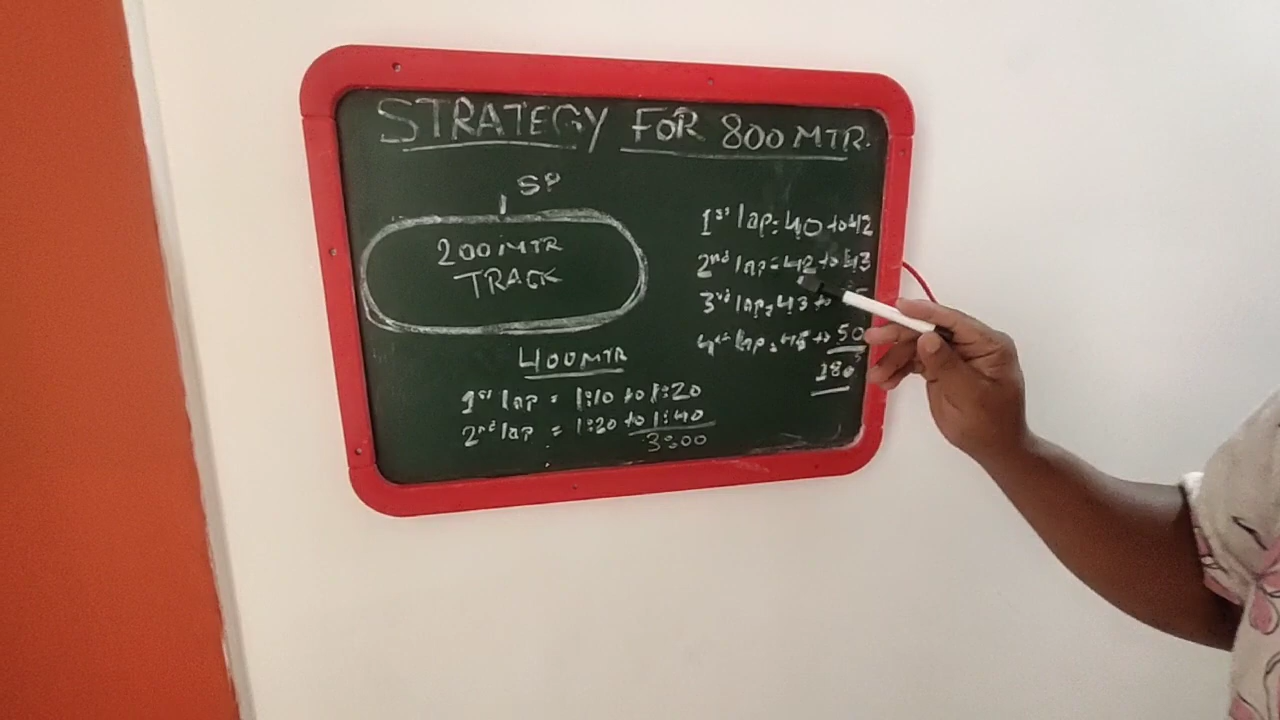 STRATEGY FOR 800 MTR.
SP
200 MTR
TRACK
1st lap = 40 to 42
2nd lap = 42 to 43
3rd lap = 43 to
4th lap = 45 to 50
180s
400 MTR
1st lap = 1:10 to 1:20
2nd lap = 1:20 to 1:40
3:00